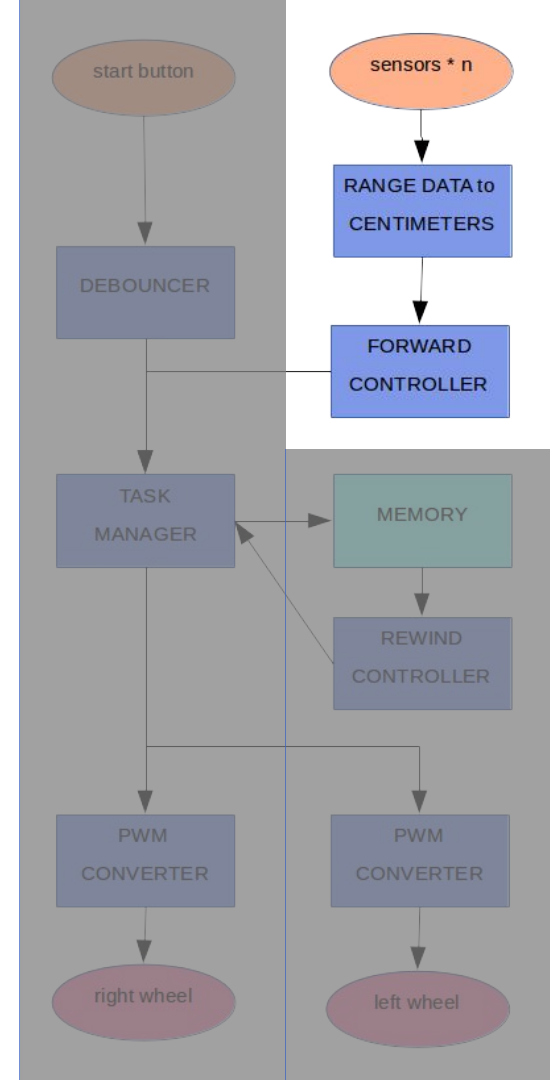 start button
sensors * n
RANGE DATA to
CENTIMETERS
DEBOUNCER
FORWARD
CONTROLLER
TASK
MANAGER
MEMORY
REWIND
CONTROLLER
PWM
CONVERTER
PWM
CONVERTER
right wheel
left wheel